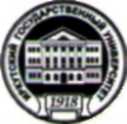 ИРКУТСКИЙ ГОСУДАРСТВЕННЫЙ УНИВЕРСИТЕТ
1918